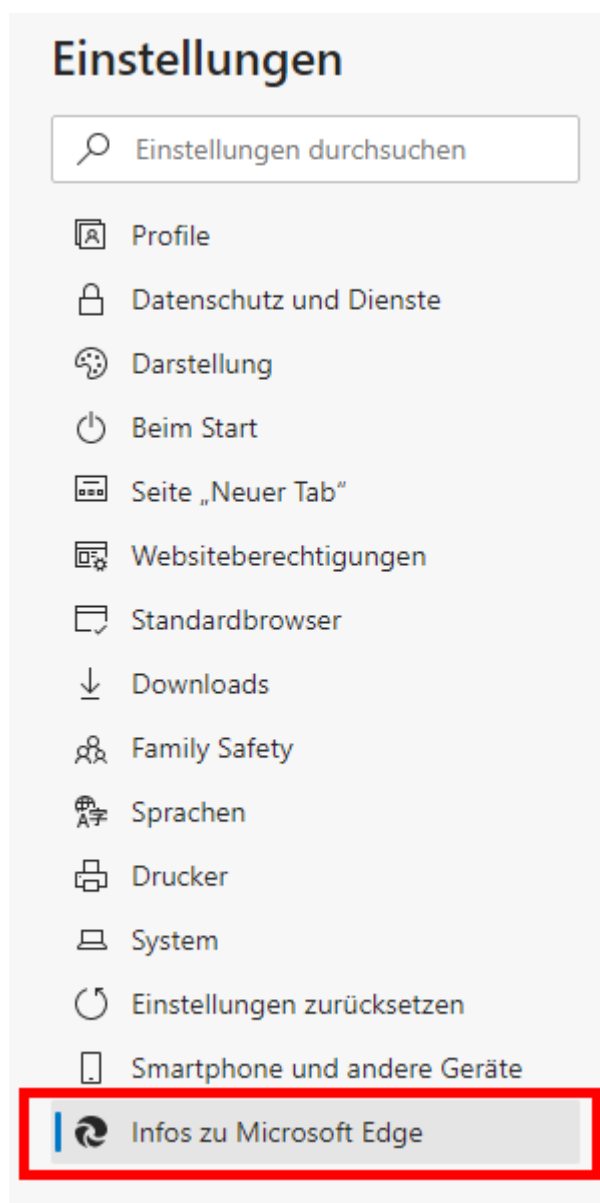 Einstellungen
Einstellungen durchsuchen
Profile
Datenschutz und Dienste
Darstellung
Beim Start
Seite „Neuer Tab“
Websiteberechtigungen
Standardbrowser
Downloads
Family Safety
Sprachen
Drucker
System
Einstellungen zurücksetzen
Smartphone und andere Geräte
Infos zu Microsoft Edge